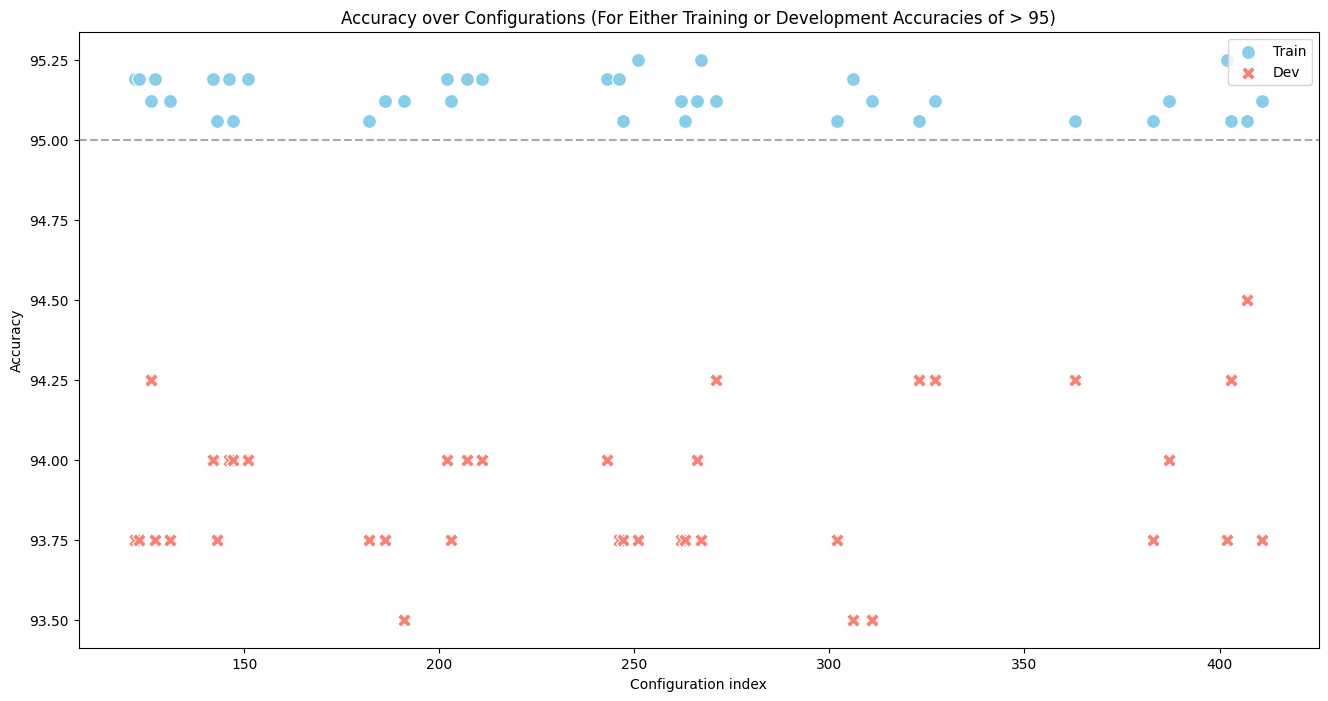 Accuracy over Configurations (For Either Training or Development Accuracies of > 95)
Train
Dev
Accuracy
95.25
95.00
94.75
94.50
94.25
94.00
93.75
93.50
150 200 250 300 350 400
Configuration index